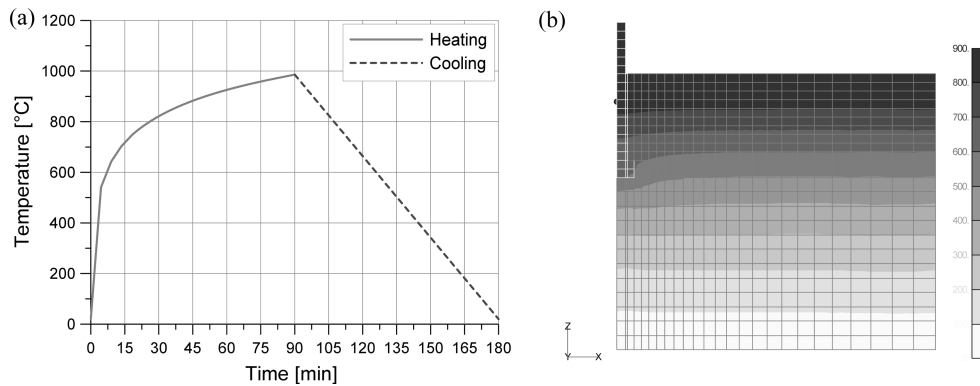 (a)
1200
1000
800
600
400
200
0
Temperature [°C]
Heating
Cooling
0 15 30 45 60 75 90 105 120 135 150 165 180
Time [min]
(b)
900.
800.
700.
600.
500.
400.
300.
200.
Z
Y X